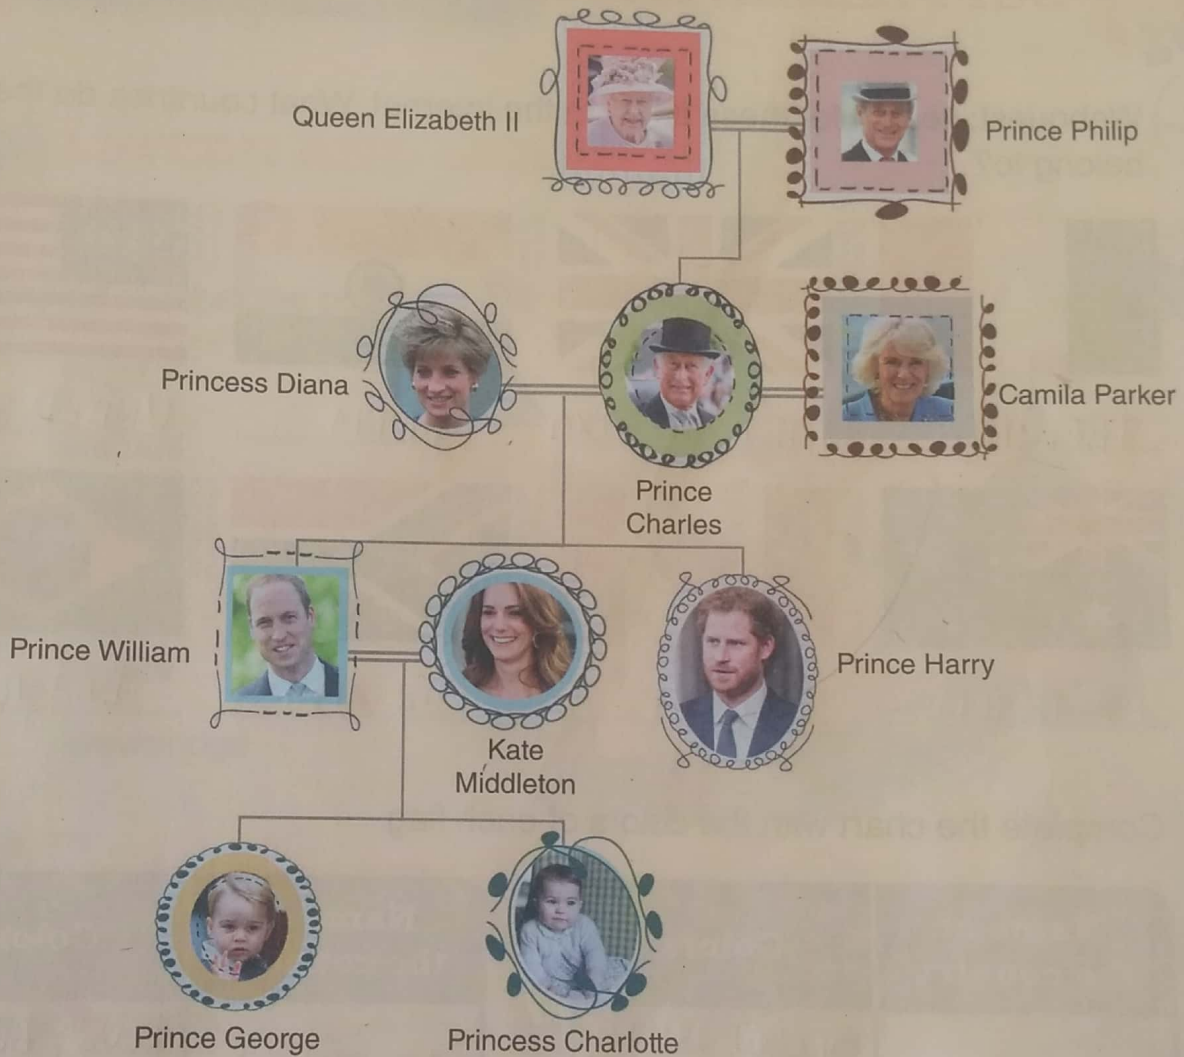 Queen Elizabeth II
Prince Philip
Princess Diana
Camila Parker
Prince
Charles
Prince William
Prince Harry
Kate
Middleton
Prince George
Princess Charlotte